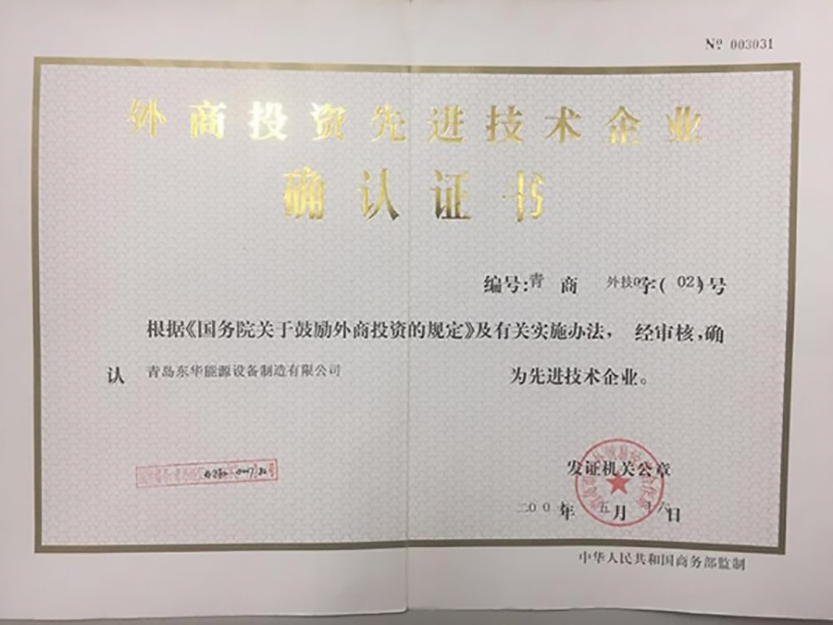 Nº 003031
外商投资先进技术企业
确认证书
编号:青 商 外技02字( 02)号
根据《国务院关于鼓励外商投资的规定》及有关实施办法, 经审核,确
认 青岛东华能源设备制造有限公司 为先进技术企业。
发证机关公章
年 五月十六日
中华人民共和国商务部监制